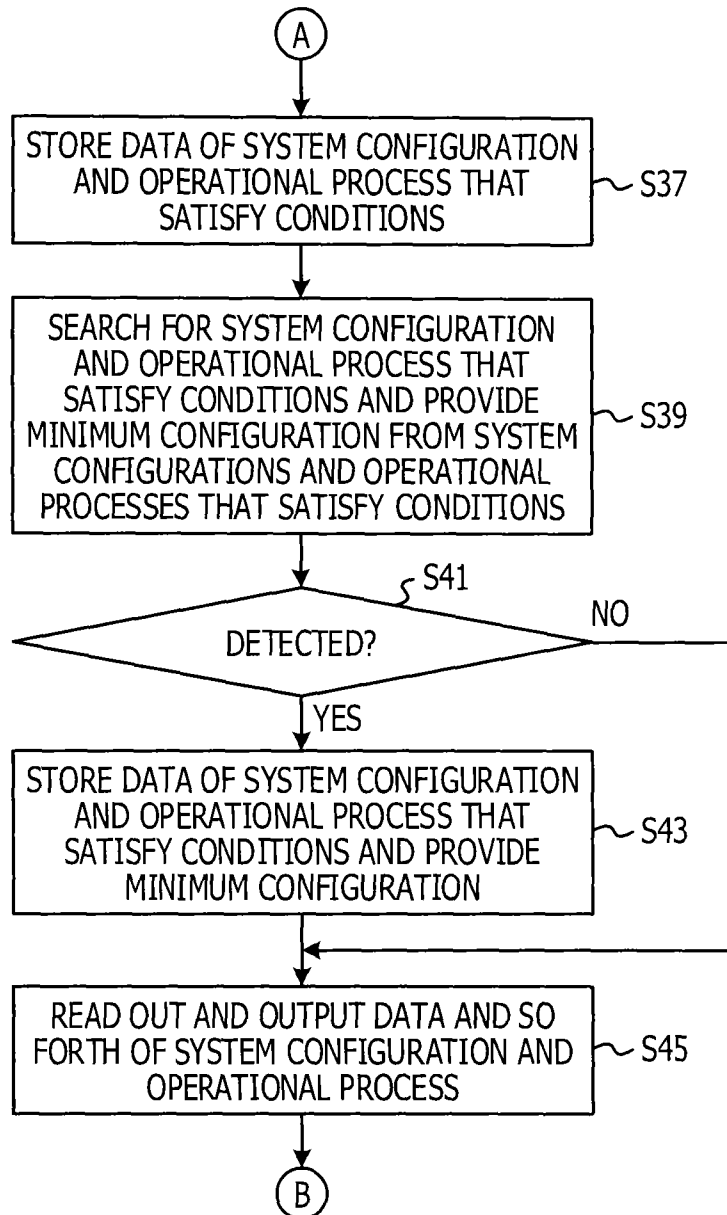 A
STORE DATA OF SYSTEM CONFIGURATION
AND OPERATIONAL PROCESS THAT
SATISFY CONDITIONS
S37
SEARCH FOR SYSTEM CONFIGURATION
AND OPERATIONAL PROCESS THAT
SATISFY CONDITIONS AND PROVIDE
MINIMUM CONFIGURATION FROM SYSTEM
CONFIGURATIONS AND OPERATIONAL
PROCESSES THAT SATISFY CONDITIONS
S39
S41
DETECTED?
NO
YES
STORE DATA OF SYSTEM CONFIGURATION
AND OPERATIONAL PROCESS THAT
SATISFY CONDITIONS AND PROVIDE
MINIMUM CONFIGURATION
S43
READ OUT AND OUTPUT DATA AND SO
FORTH OF SYSTEM CONFIGURATION AND
OPERATIONAL PROCESS
S45
B